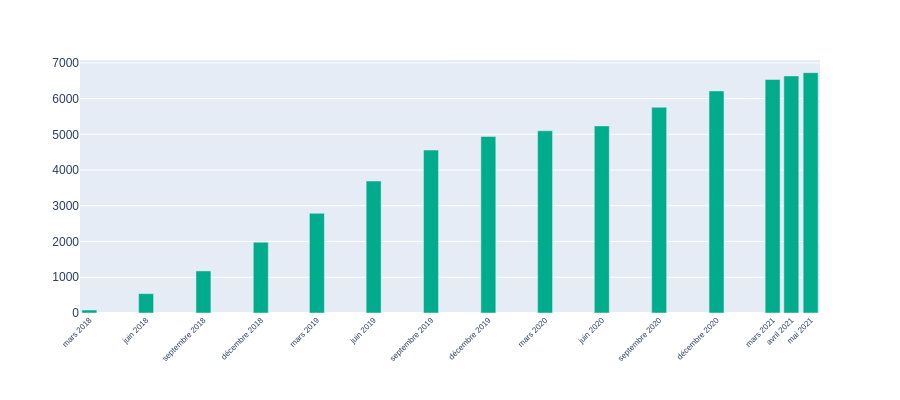 7000
6000
5000
4000
3000
2000
1000
0
mars 2018
juin 2018
septembre 2018
décembre 2018
mars 2019
juin 2019
septembre 2019
décembre 2019
mars 2020
juin 2020
septembre 2020
décembre 2020
mars 2021
avril 2021
mai 2021